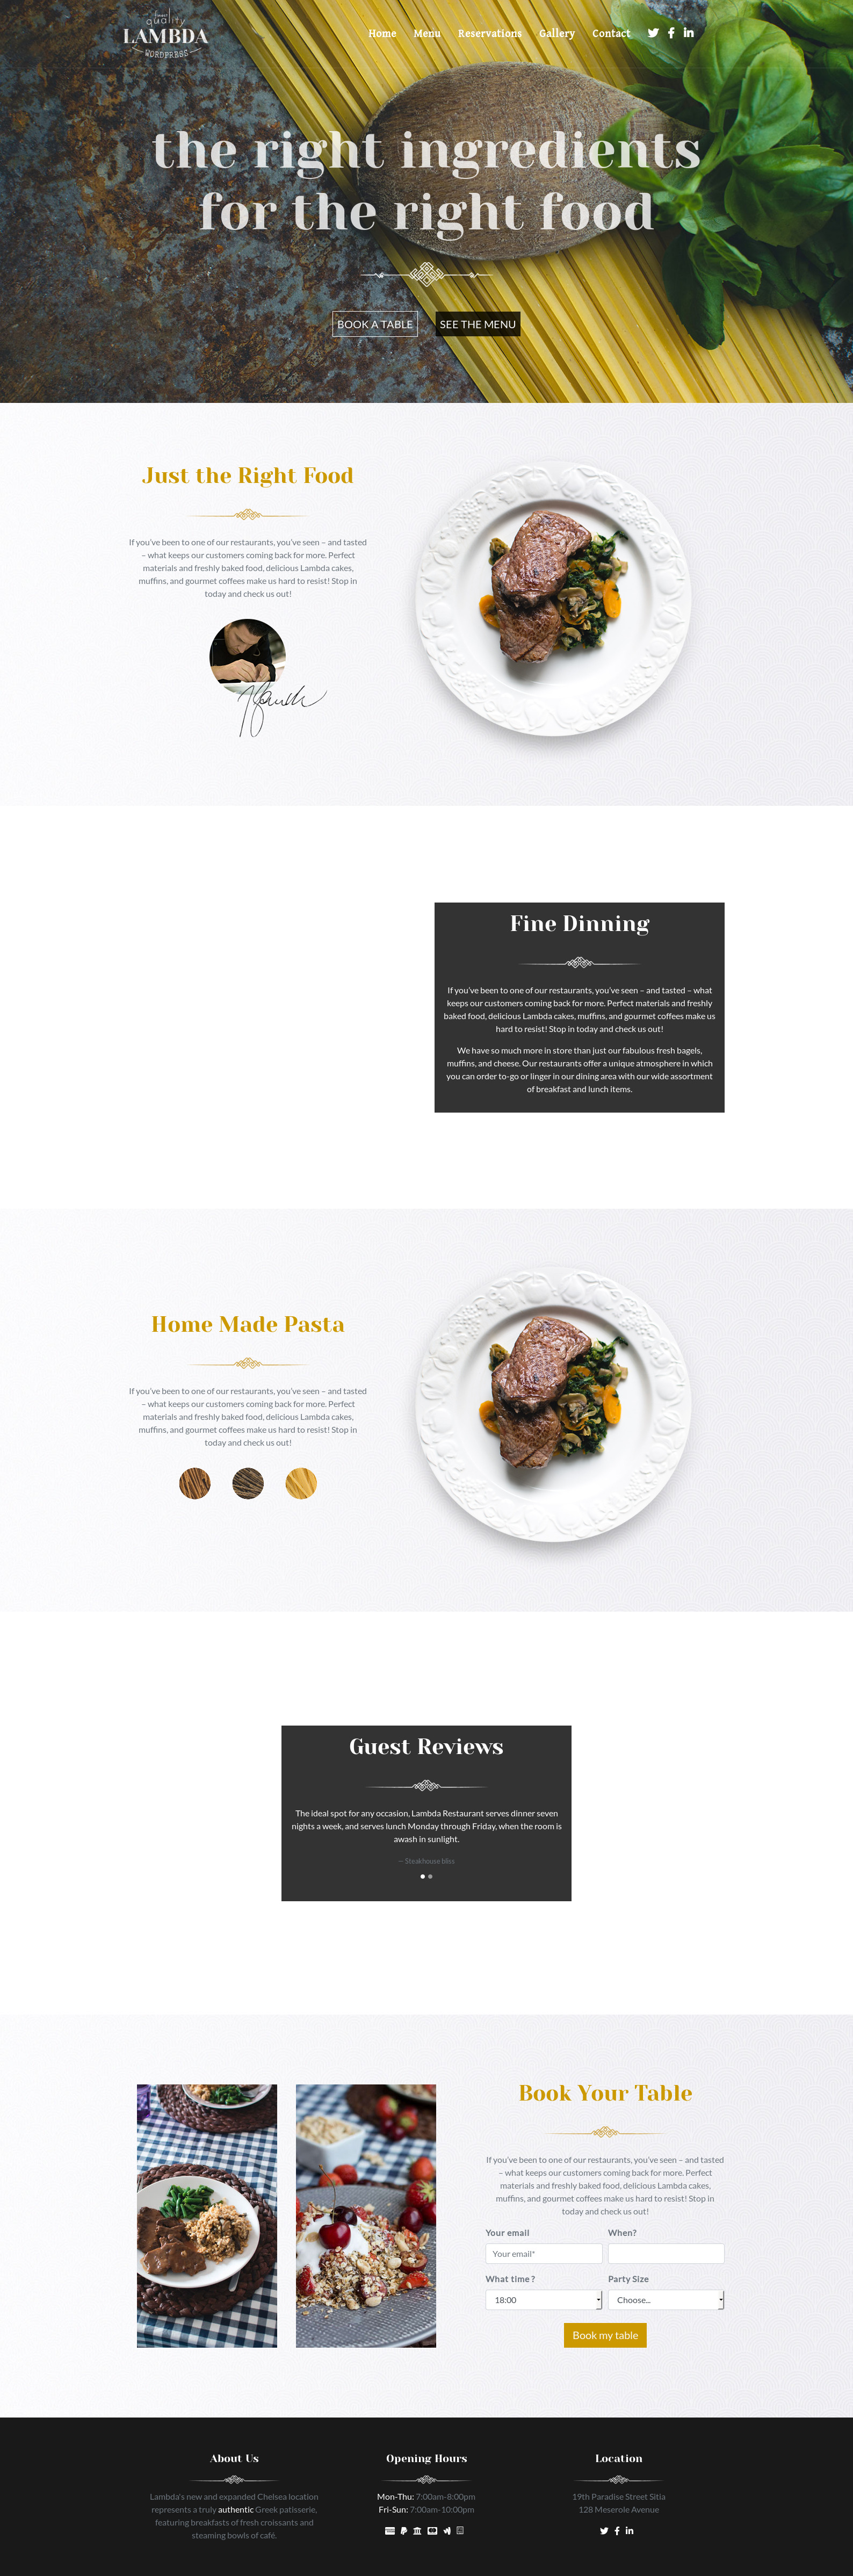 finest
quality
LAMBDA
WORDPRESS
Home Menu Reservations Gallery Contact
the right ingredients
for the right food
BOOK A TABLE SEE THE MENU
Just the Right Food
If you've been to one of our restaurants, you've seen – and tasted
– what keeps our customers coming back for more. Perfect
materials and freshly baked food, delicious Lambda cakes,
muffins, and gourmet coffees make us hard to resist! Stop in
today and check us out!
Fine Dinning
If you've been to one of our restaurants, you've seen – and tasted – what
keeps our customers coming back for more. Perfect materials and freshly
baked food, delicious Lambda cakes, muffins, and gourmet coffees make us
hard to resist! Stop in today and check us out!
We have so much more in store than just our fabulous fresh bagels,
muffins, and cheese. Our restaurants offer a unique atmosphere in which
you can order to-go or linger in our dining area with our wide assortment
of breakfast and lunch items.
Home Made Pasta
If you've been to one of our restaurants, you've seen – and tasted
– what keeps our customers coming back for more. Perfect
materials and freshly baked food, delicious Lambda cakes,
muffins, and gourmet coffees make us hard to resist! Stop in
today and check us out!
Guest Reviews
The ideal spot for any occasion, Lambda Restaurant serves dinner seven
nights a week, and serves lunch Monday through Friday, when the room is
awash in sunlight.
— Steakhouse bliss
Book Your Table
If you've been to one of our restaurants, you've seen – and tasted
– what keeps our customers coming back for more. Perfect
materials and freshly baked food, delicious Lambda cakes,
muffins, and gourmet coffees make us hard to resist! Stop in
today and check us out!
Your email When?
Your email*
What time ? Party Size
18:00 Choose...
Book my table
About Us
Lambda's new and expanded Chelsea location
represents a truly authentic Greek patisserie,
featuring breakfasts of fresh croissants and
steaming bowls of café.
Opening Hours
Mon-Thu: 7:00am-8:00pm
Fri-Sun: 7:00am-10:00pm
Location
19th Paradise Street Sitia
128 Meserole Avenue